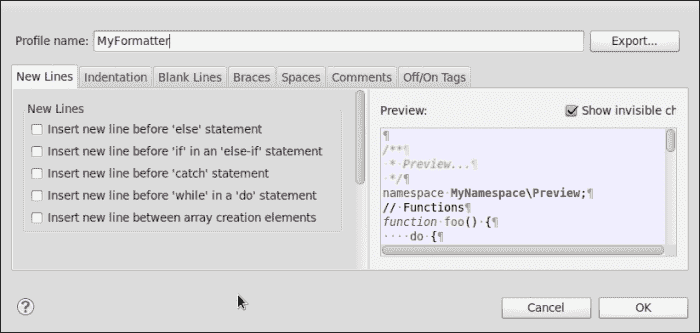 Profile name: MyFormatter Export...
New Lines Indentation Blank Lines Braces Spaces Comments Off/On Tags
New Lines
Insert new line before 'else' statement
Insert new line before 'if' in an 'else-if' statement
Insert new line before 'catch' statement
Insert new line before 'while' in a 'do' statement
Insert new line between array creation elements
Preview: Show invisible ch
¶
/**¶
·*·Preview...¶
·*/¶
namespace·MyNamespace\Preview;¶
//·Functions¶
function·foo()·{¶
····do·{¶
? Cancel OK